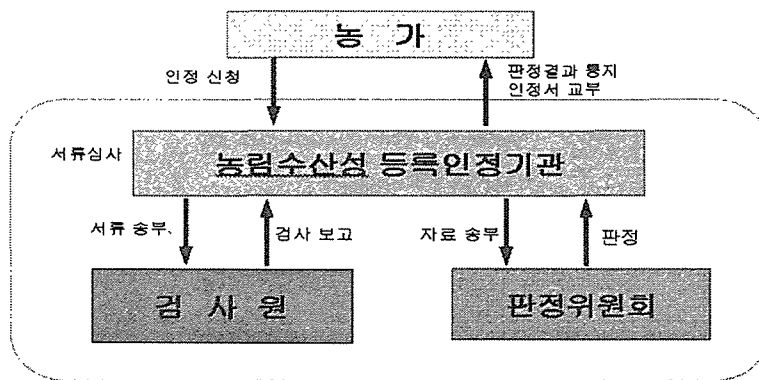 농 가
인정 신청
판정결과 통지
인정서 교부
서류심사
농림수산성 등록인정기관
서류 송부、
검사 보고
자료 송부
판정
검 사 원
판정위원회